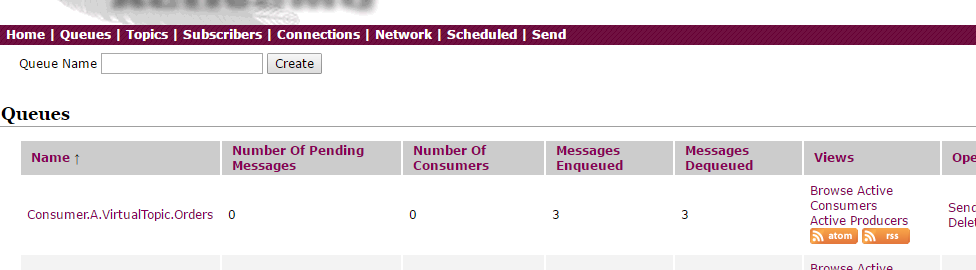 Home | Queues | Topics | Subscribers | Connections | Network | Scheduled | Send
Queue Name
Create
Queues
Name ↑
Number Of Pending
Messages
Number Of
Consumers
Messages
Enqueued
Messages
Dequeued
Views
Ope
Consumer.A.VirtualTopic.Orders
0
0
3
3
Browse Active
Consumers
Active Producers
atom
rss
Send
Delet
Browse Active